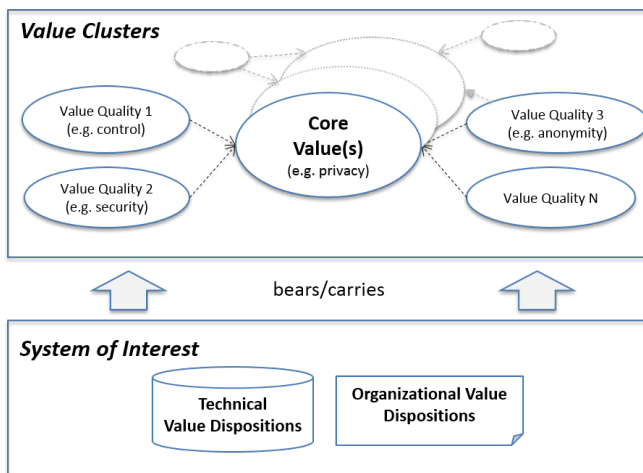 Value Clusters
Value Quality 1
(e.g. control)
Value Quality 2
(e.g. security)
Core
Value(s)
(e.g. privacy)
Value Quality 3
(e.g. anonymity)
Value Quality N
bears/carries
System of Interest
Technical
Value Dispositions
Organizational Value
Dispositions